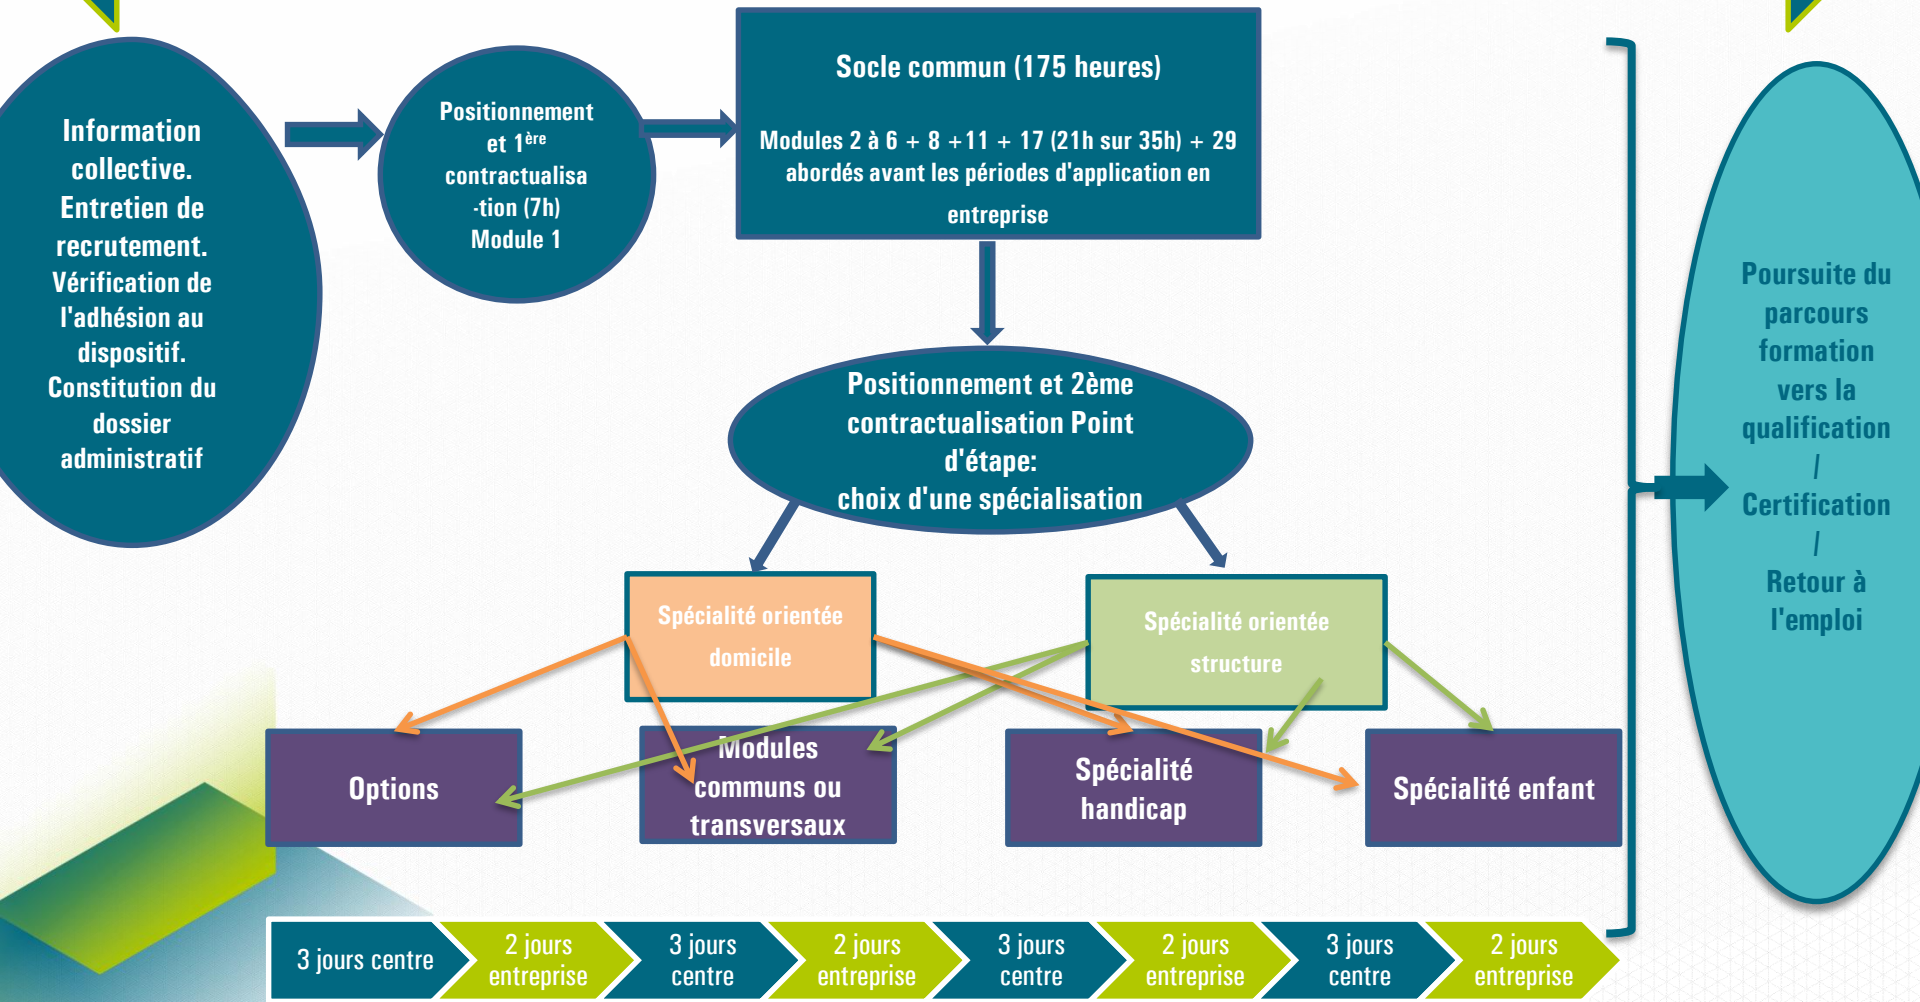 Information
collective.
Entretien de
recrutement.
Vérification de
l'adhésion au
dispositif.
Constitution du
dossier
administratif
Positionnement
et 1ère
contractualisa
-tion (7h)
Module 1
Socle commun (175 heures)
Modules 2 à 6 + 8 +11 + 17 (21h sur 35h) + 29
abordés avant les périodes d'application en
entreprise
Positionnement et 2ème
contractualisation Point
d'étape:
choix d'une spécialisation
Spécialité orientée
domicile
Spécialité orientée
structure
Options
Modules
communs ou
transversaux
Spécialité
handicap
Spécialité enfant
3 jours centre
2 jours
entreprise
3 jours
centre
2 jours
entreprise
3 jours
centre
2 jours
entreprise
3 jours
centre
2 jours
entreprise
Poursuite du
parcours
formation
vers la
qualification
/
Certification
/
Retour à
l'emploi